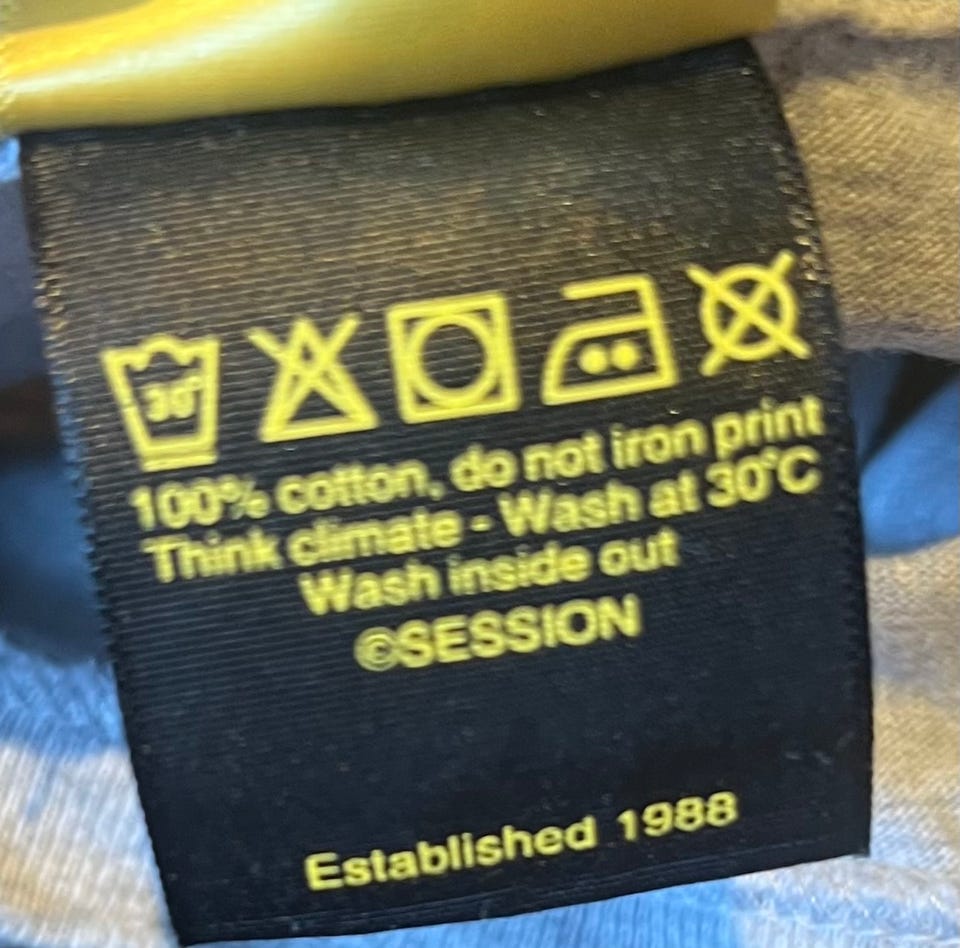 30°
100% cotton, do not iron print
Think climate - Wash at 30°C
Wash inside out
©SESSION
Established 1988